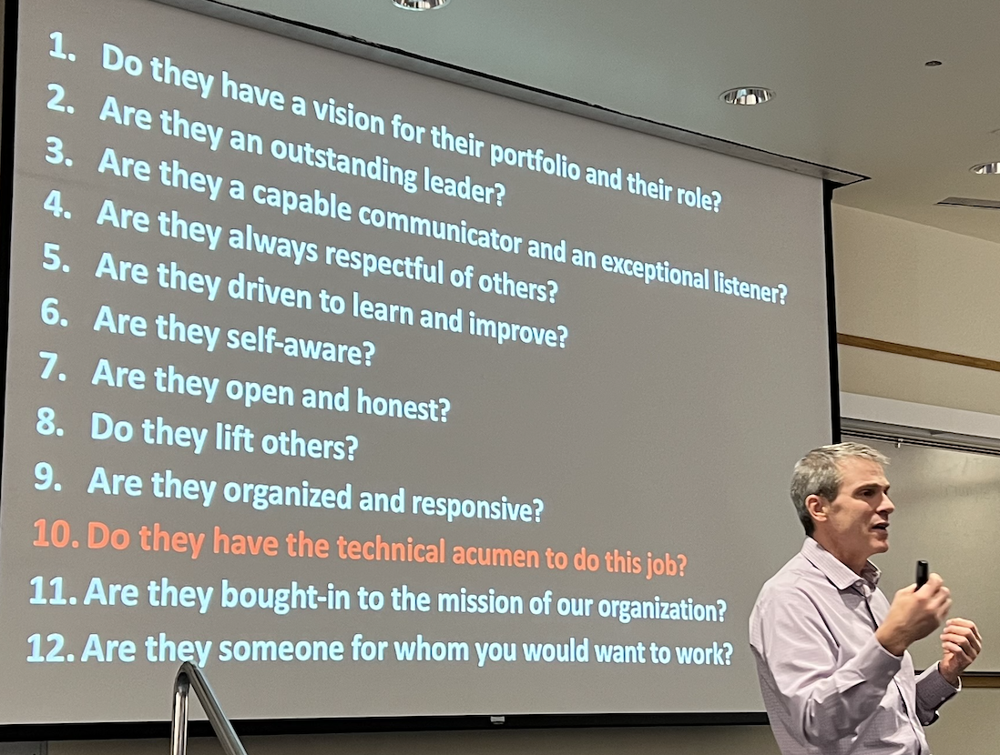 1. Do they have a vision for their portfolio and their role?
2. Are they an outstanding leader?
3. Are they a capable communicator and an exceptional listener?
4. Are they always respectful of others?
5. Are they driven to learn and improve?
6. Are they self-aware?
7. Are they open and honest?
8. Do they lift others?
9. Are they organized and responsive?
10. Do they have the technical acumen to do this job?
11. Are they bought-in to the mission of our organization?
12. Are they someone for whom you would want to work?